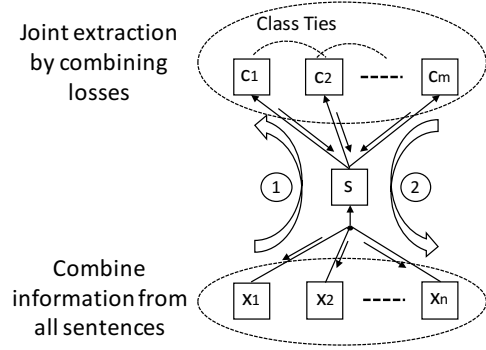 Joint extraction
by combining
losses
Class Ties
c1 c2 cm
1 s 2
Combine
information from
all sentences
x1 x2 xn